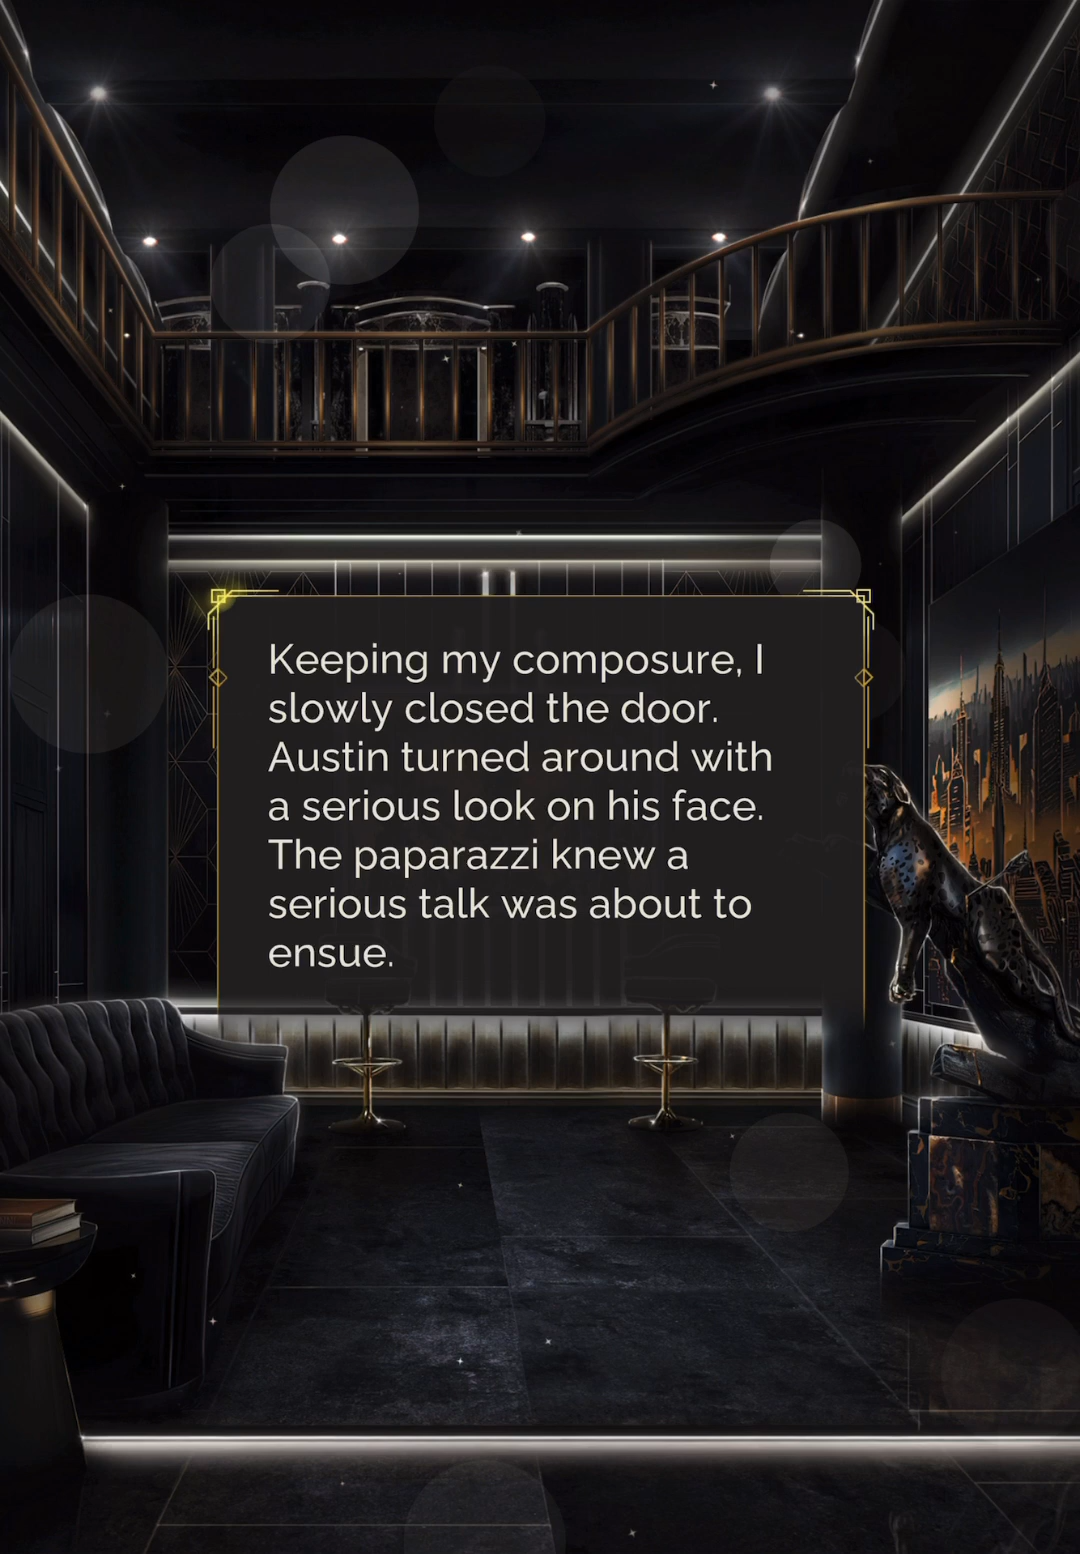 Keeping my composure, I
slowly closed the door.
Austin turned around with
a serious look on his face.
The paparazzi knew a
serious talk was about to
ensue.